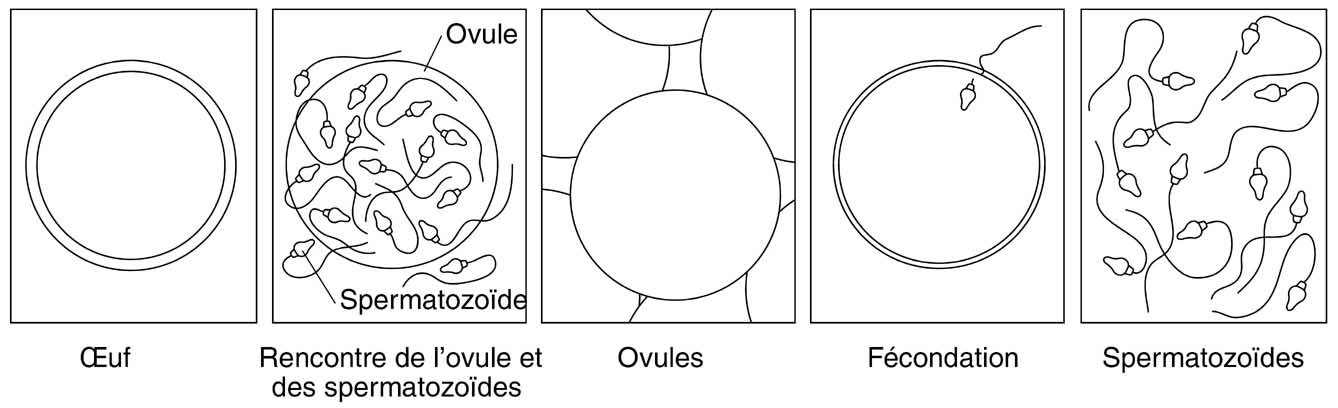 Ovule
Spermatozoïde
Œuf
Rencontre de l'ovule et
des spermatozoïdes
Ovules
Fécondation
Spermatozoïdes